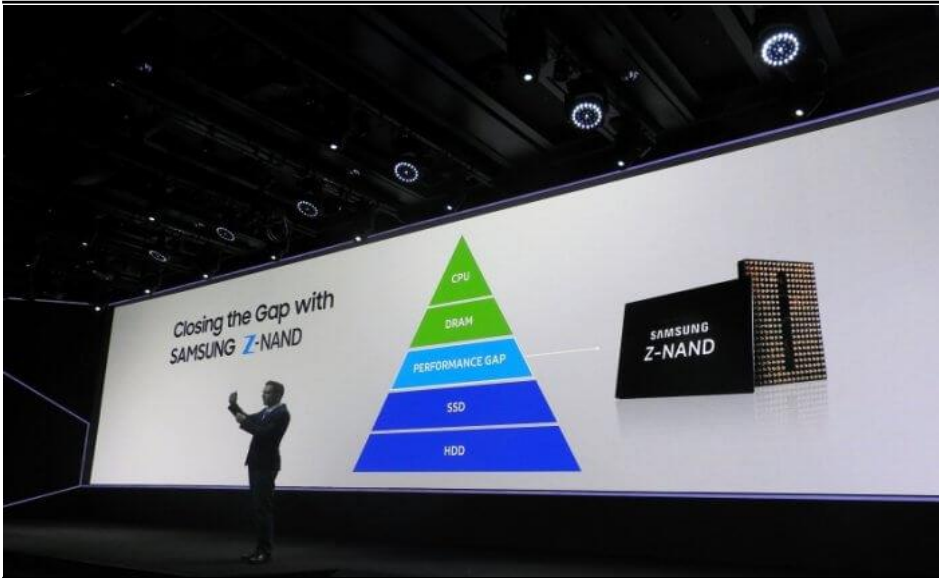 Closing the Gap with
SAMSUNG Z-NAND
CPU
DRAM
PERFORMANCE GAP
SSD
HDD
SAMSUNG
Z-NAND